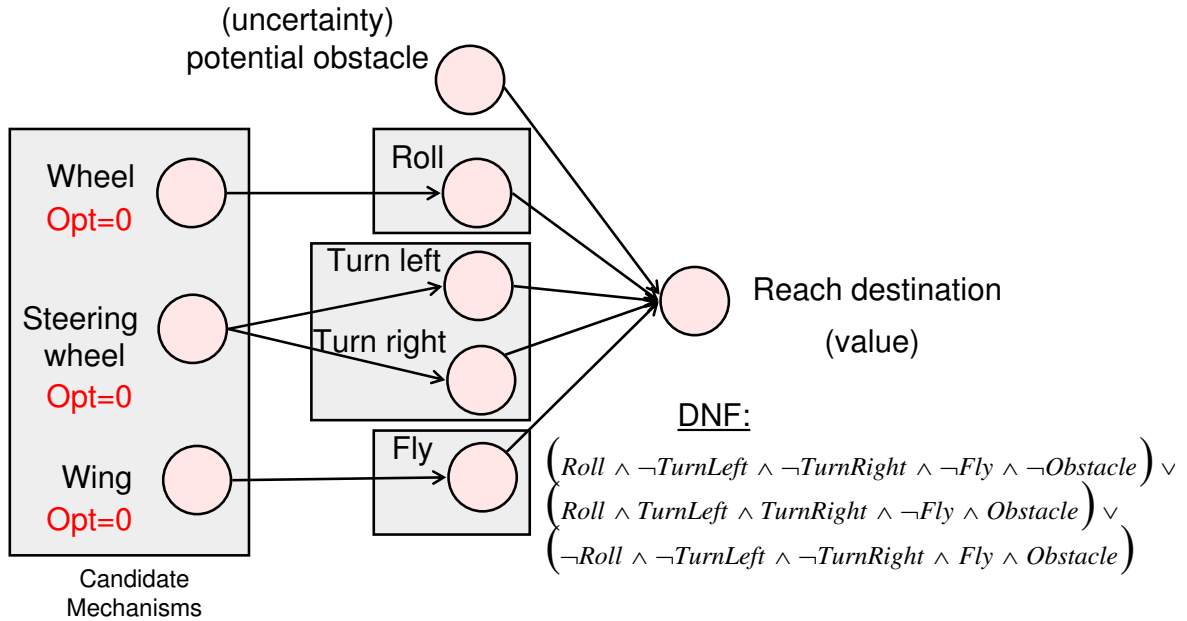 (uncertainty)
potential obstacle
Wheel
Opt=0
Roll
Turn left
Steering
wheel
Opt=0
Turn right
Reach destination
(value)
Wing
Opt=0
Fly
DNF:
(Roll ∧ ¬TurnLeft ∧ ¬TurnRight ∧ ¬Fly ∧ ¬Obstacle) ∨
(Roll ∧ TurnLeft ∧ TurnRight ∧ ¬Fly ∧ Obstacle) ∨
(¬Roll ∧ ¬TurnLeft ∧ ¬TurnRight ∧ Fly ∧ Obstacle)
Candidate
Mechanisms